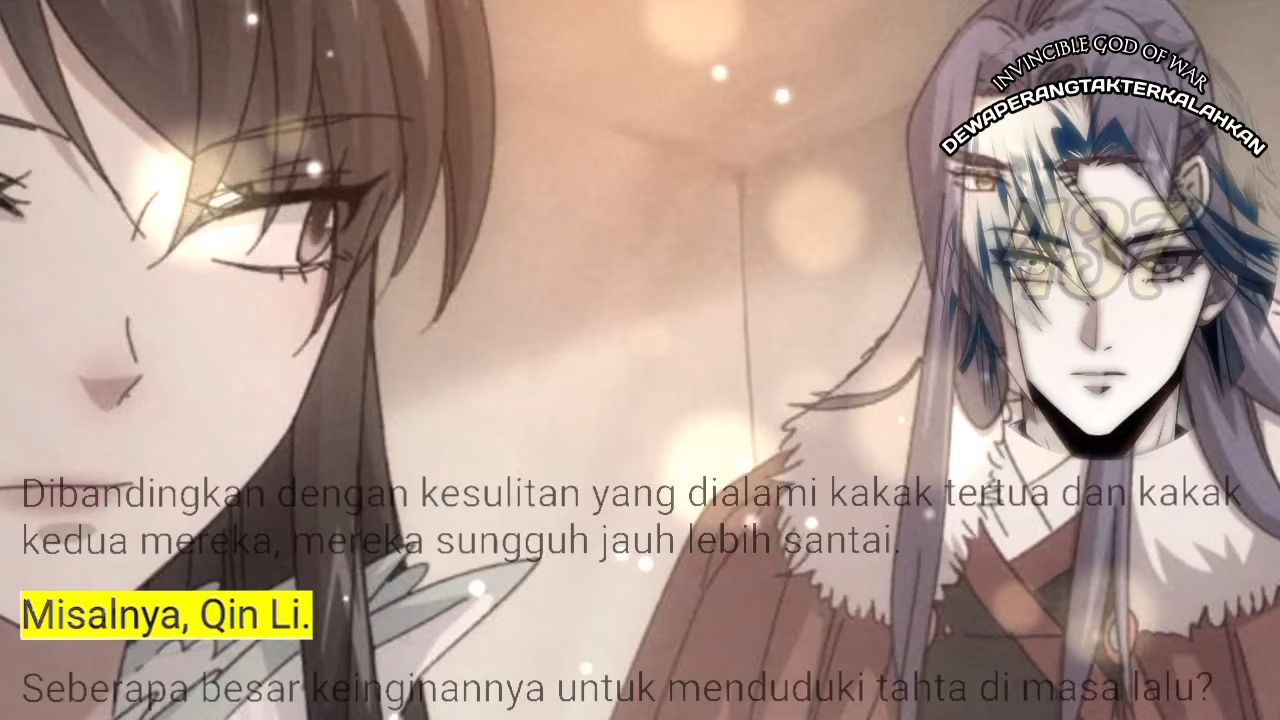 INVINCIBLE GOD OF WAR
DEWAPERANGTAKTERKALAHKAN
437
Dibandingkan dengan kesulitan yang dialami kakak tertua dan kakak
kedua mereka, mereka sungguh jauh lebih santai.
Misalnya, Qin Li.
Seberapa besar keinginannya untuk menduduki tahta di masa lalu?